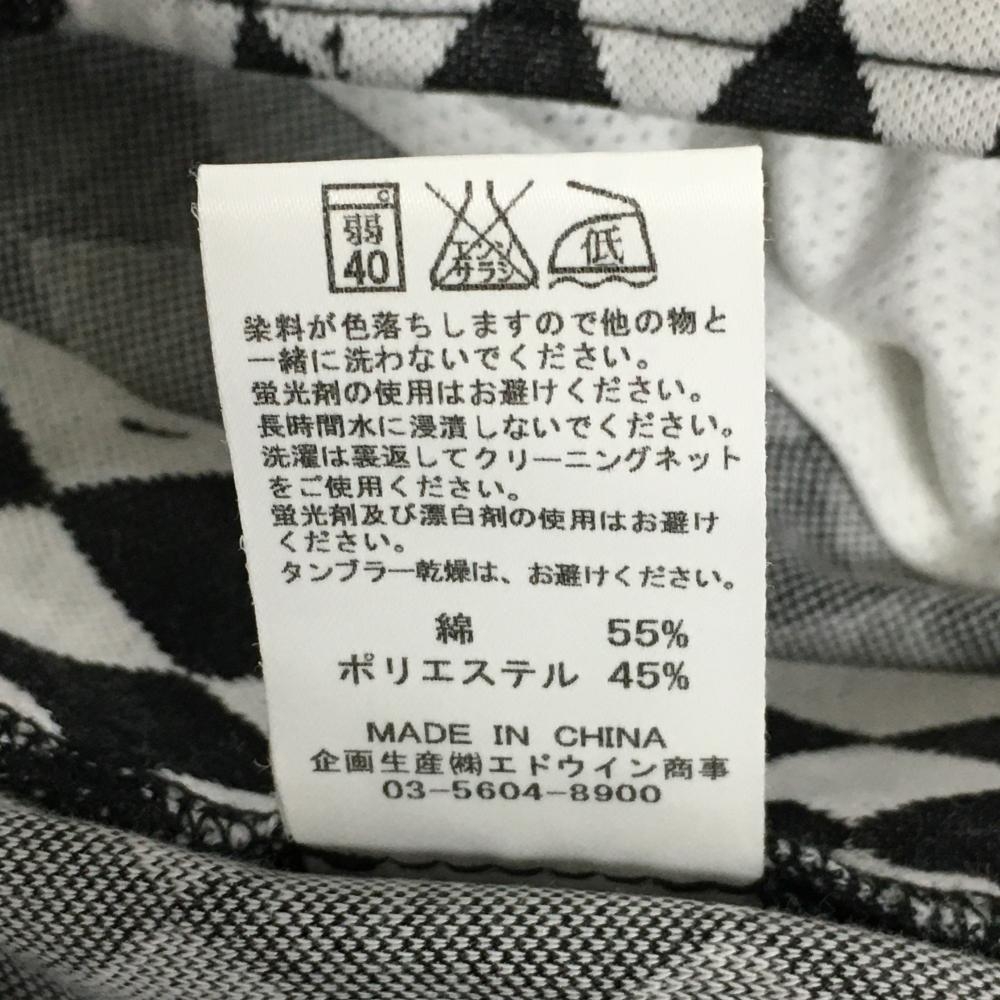 弱
40
エンソ
サラシ
低
染料が色落ちしますので他の物と
一緒に洗わないでください。
蛍光剤の使用はお避けください。
長時間水に浸漬しないでください。
洗濯は裏返してクリーニングネット
をご使用ください。
蛍光剤及び漂白剤の使用はお避け
ください。
タンブラー乾燥は、お避けください。
綿 55%
ポリエステル 45%
MADE IN CHINA
企画生産㈱エドウイン商事
03-5604-8900